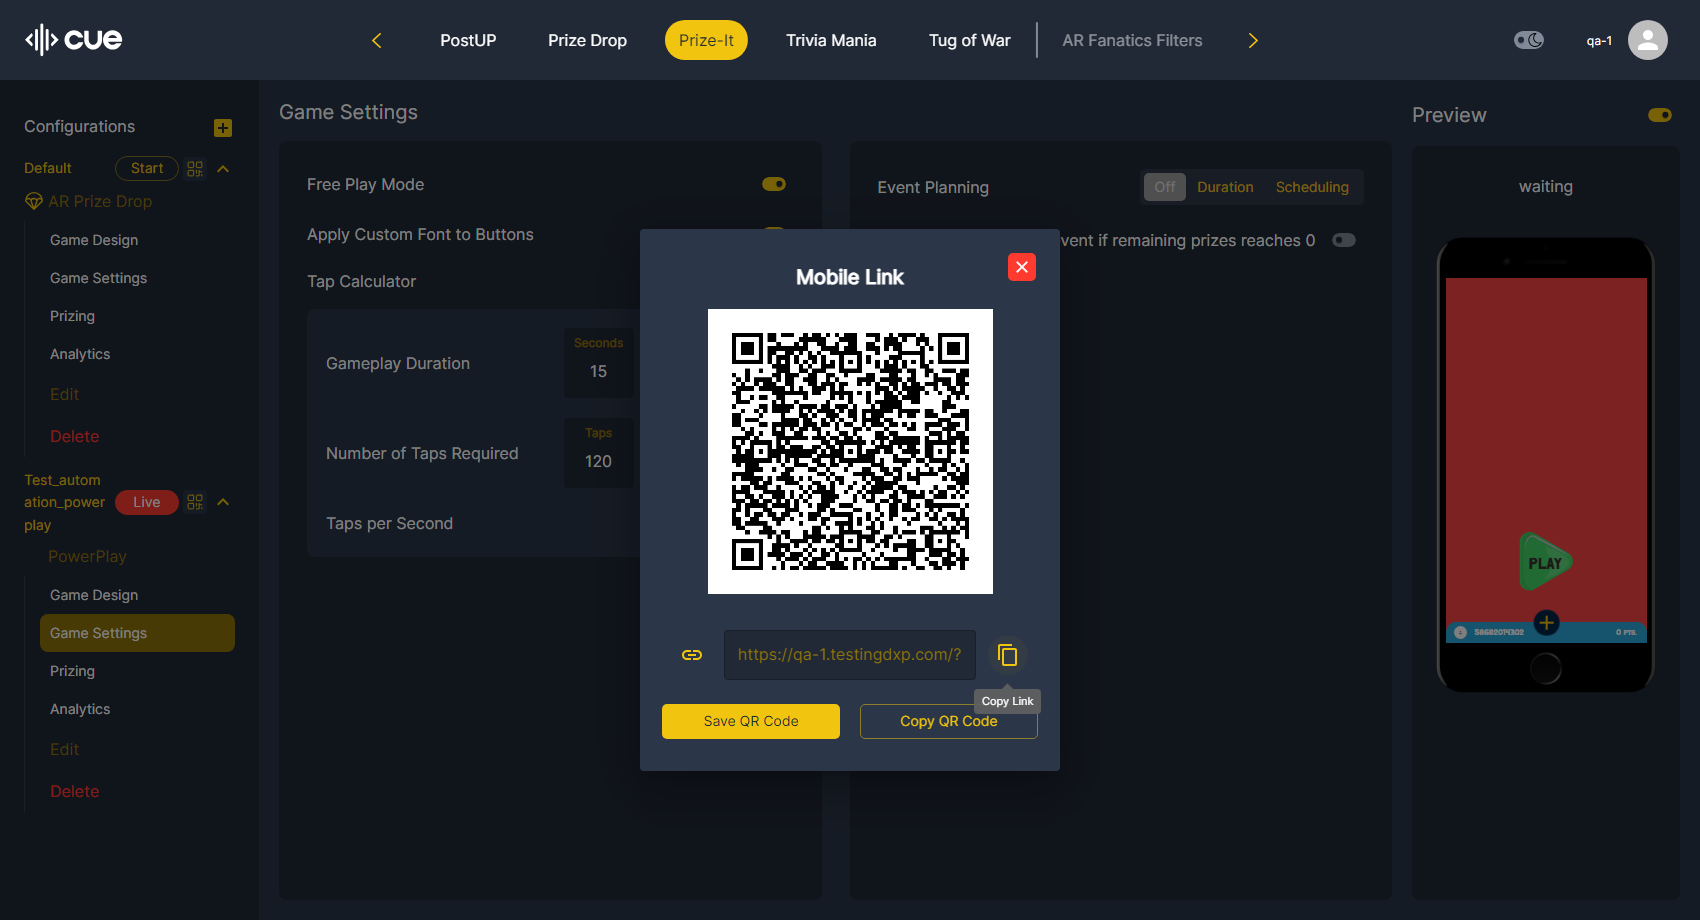 cue
PostUP
Prize Drop
Prize-It
Trivia Mania
Tug of War
AR Fanatics Filters
qa-1
Configurations
Default
Start
AR Prize Drop
Game Design
Game Settings
Prizing
Analytics
Edit
Delete
Test_autom
ation_power
play
Live
PowerPlay
Game Design
Game Settings
Prizing
Analytics
Edit
Delete
Game Settings
Free Play Mode
Apply Custom Font to Buttons
Tap Calculator
Gameplay Duration
Seconds
15
Number of Taps Required
Taps
120
Taps per Second
Event Planning
Off
Duration
Scheduling
vent if remaining prizes reaches 0
Mobile Link
https://qa-1.testingdxp.com/?
Copy Link
Save QR Code
Copy QR Code
Preview
waiting
PLAY
58682014302
0 PTS.